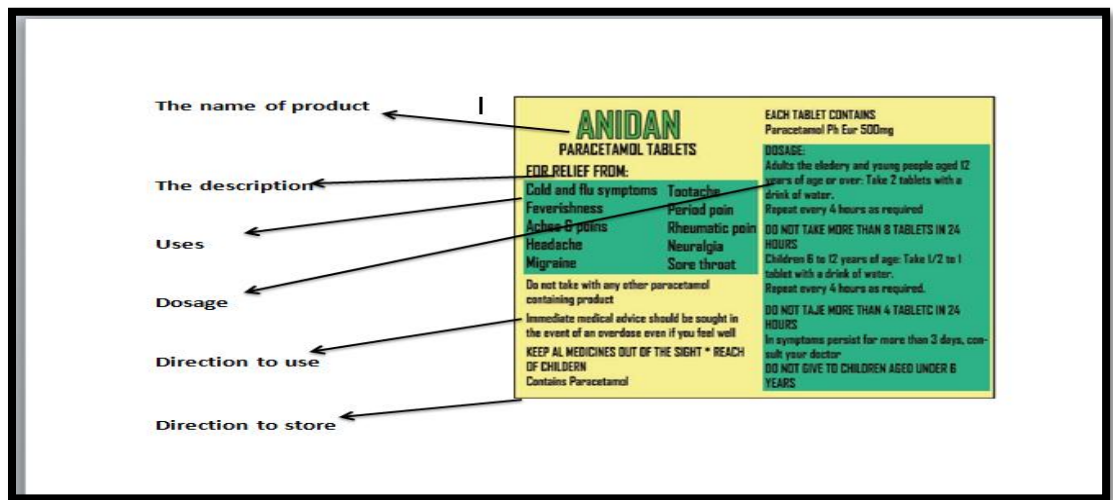 The name of product
The description
Uses
Dosage
Direction to use
Direction to store
ANIDAN
PARACETAMOL TABLETS
FOR RELIEF FROM:
Cold and flu symptoms Tootache
Feverishness Period poin
Aches & poins Rheumatic poin
Headache Neuralgia
Migraine Sore throat
Do not take with any other paracetamol
containing product
Immediate medical advice should be sought in
the event of an overdose even if you feel well
KEEP AL MEDICINES OUT OF THE SIGHT * REACH
OF CHILDERN
Contains Paracetamol
EACH TABLET CONTAINS
Paracetamol Ph Eur 500mg
DOSAGE:
Adults the eledery and young people aged 12
years of age or over: Take 2 tablets with a
drink of water.
Repeat every 4 hours as required
DO NOT TAKE MORE THAN 8 TABLETS IN 24
HOURS
Children 6 to 12 years of age: Take 1/2 to 1
tablet with a drink of water.
Repeat every 4 hours as required.
DO NOT TAJE MORE THAN 4 TABLETC IN 24
HOURS
In symptoms persist for more than 3 days, con-
sult your doctor
DO NOT GIVE TO CHILDREN AGED UNDER 6
YEARS